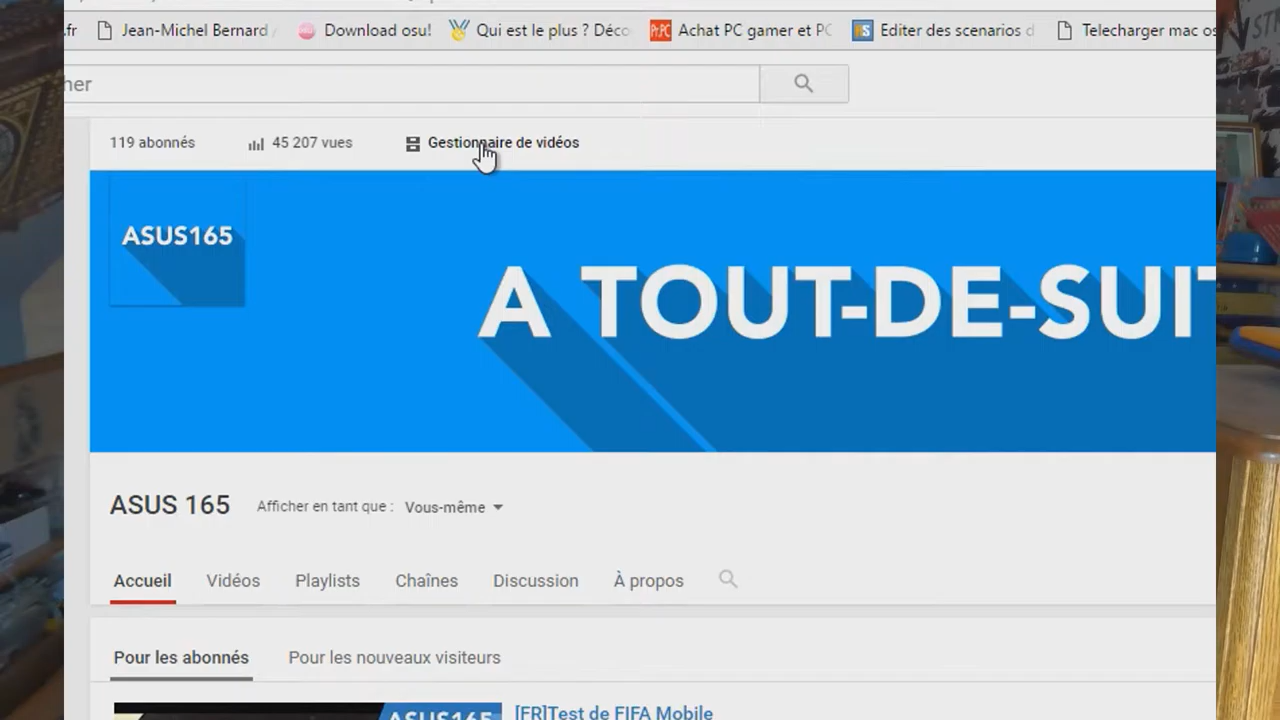 .fr Jean-Michel Bernard Download osu! Qui est le plus ? Déco Achat PC gamer et PC Editer des scenarios d Telecharger mac os
her
119 abonnés 45 207 vues Gestionnaire de vidéos
ASUS165
A TOUT-DE-SUIT
ASUS 165 Afficher en tant que : Vous-même
Accueil Vidéos Playlists Chaînes Discussion À propos
Pour les abonnés Pour les nouveaux visiteurs
ASUS165 [FR]Test de FIFA Mobile